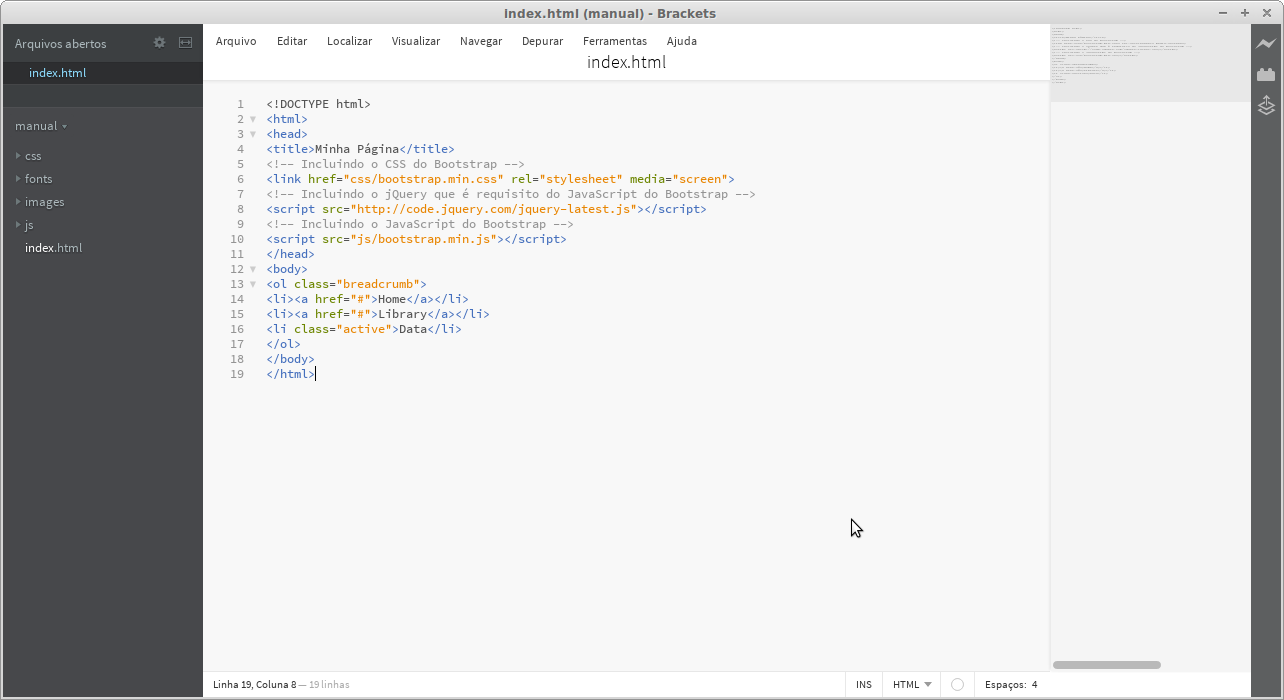 index.html (manual) - Brackets
Arquivos abertos
index.html
manual
css
fonts
images
js
index.html
Arquivo Editar Localizar Visualizar Navegar Depurar Ferramentas Ajuda
index.html
1 <!DOCTYPE html>
2 <html>
3 <head>
4 <title>Minha Página</title>
5 <!-- Incluindo o CSS do Bootstrap -->
6 <link href="css/bootstrap.min.css" rel="stylesheet" media="screen">
7 <!-- Incluindo o jQuery que é requisito do JavaScript do Bootstrap -->
8 <script src="http://code.jquery.com/jquery-latest.js"></script>
9 <!-- Incluindo o JavaScript do Bootstrap -->
10 <script src="js/bootstrap.min.js"></script>
11 </head>
12 <body>
13 <ol class="breadcrumb">
14 <li><a href="#">Home</a></li>
15 <li><a href="#">Library</a></li>
16 <li class="active">Data</li>
17 </ol>
18 </body>
19 </html>
Linha 19, Coluna 8 — 19 linhas
INS HTML Espaços: 4